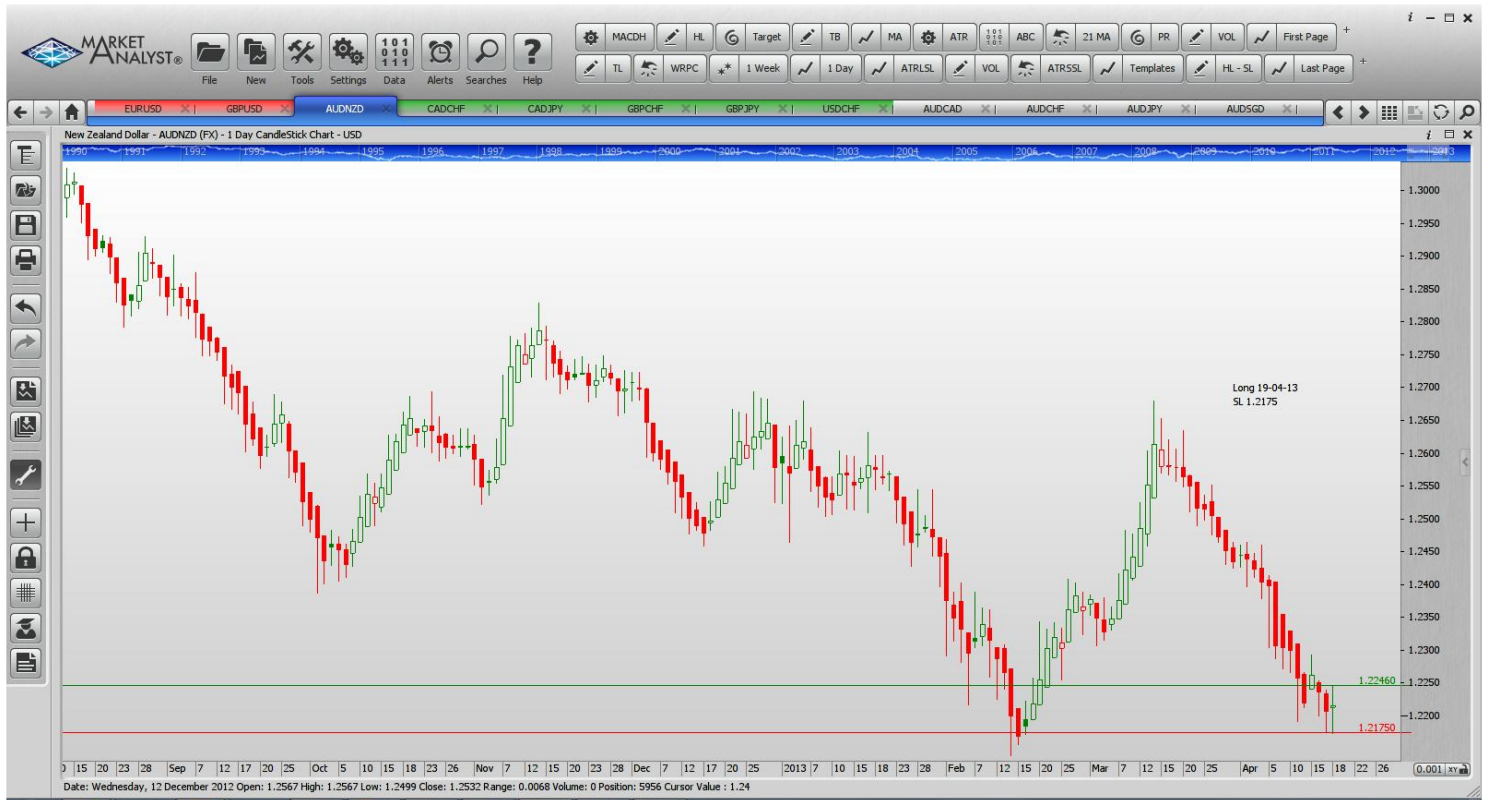 MARKET
ANALYST®
File New Tools Settings Data Alerts Searches Help
MACDH HL Target TB MA ATR ABC 21 MA PR VOL First Page +
TL WRPC 1 Week 1 Day ATRLSL VOL ATRSSL Templates HL - SL Last Page +
EURUSD GBPUSD AUDNZD CADCHF CADJPY GBPCHF GBPJPY USDCHF AUDCAD AUDCHF AUDJPY AUDSGD
New Zealand Dollar - AUDNZD (FX) - 1 Day CandleStick Chart - USD
1990 1991 1992 1993 1994 1995 1996 1997 1998 1999 2000 2001 2002 2003 2004 2005 2006 2007 2008 2009 2010 2011 2012 2013
1.3000
1.2950
1.2900
1.2850
1.2800
1.2750
1.2700
Long 19-04-13
SL 1.2175
1.2650
1.2600
1.2550
1.2500
1.2450
1.2400
1.2350
1.2300
1.22460
1.2250
1.2200
1.21750
15 20 23 28 Sep 7 12 17 20 25 Oct 5 10 15 18 23 26 Nov 7 12 15 20 23 28 Dec 7 12 17 20 25 2013 7 10 15 18 23 28 Feb 7 12 15 20 25 Mar 7 12 15 20 25 Apr 5 10 15 18 22 26
0.001 XY
Date: Wednesday, 12 December 2012 Open: 1.2567 High: 1.2567 Low: 1.2499 Close: 1.2532 Range: 0.0068 Volume: 0 Position: 5956 Cursor Value : 1.24